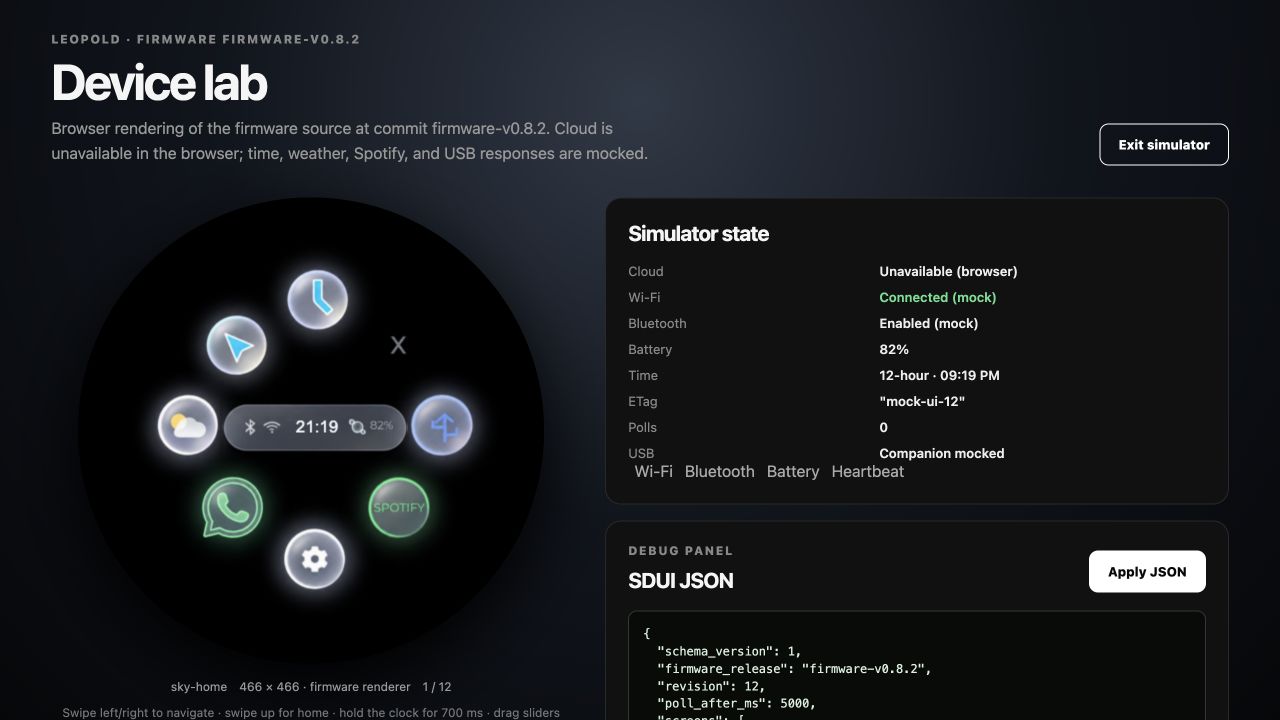 LEOPOLD · FIRMWARE FIRMWARE-V0.8.2
Device lab
Browser rendering of the firmware source at commit firmware-v0.8.2. Cloud is
unavailable in the browser; time, weather, Spotify, and USB responses are mocked.
Exit simulator
X
21:19 82%
SPOTIFY
sky-home 466 × 466 · firmware renderer 1 / 12
Swipe left/right to navigate · swipe up for home · hold the clock for 700 ms · drag sliders
Simulator state
Cloud Unavailable (browser)
Wi-Fi Connected (mock)
Bluetooth Enabled (mock)
Battery 82%
Time 12-hour · 09:19 PM
ETag "mock-ui-12"
Polls 0
USB Companion mocked
Wi-Fi Bluetooth Battery Heartbeat
DEBUG PANEL
SDUI JSON
Apply JSON
{
"schema_version": 1,
"firmware_release": "firmware-v0.8.2",
"revision": 12,
"poll_after_ms": 5000,
"screens": [